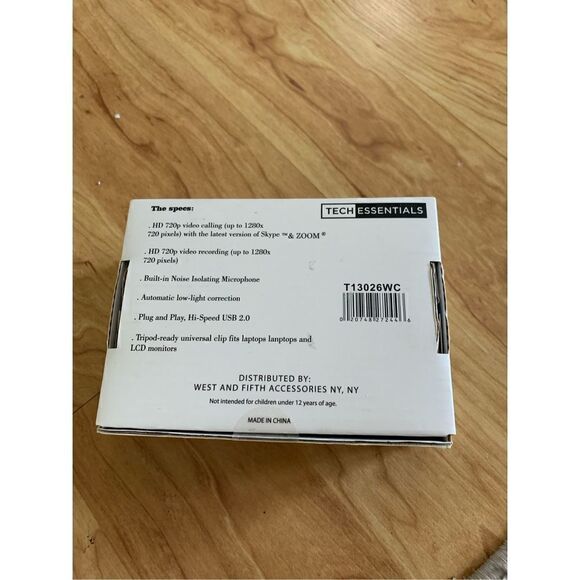 The specs:
TECH ESSENTIALS
. HD 720p video calling (up to 1280x
720 pixels) with the latest version of Skype ™& ZOOM ®
. HD 720p video recording (up to 1280x
720 pixels)
. Built-in Noise Isolating Microphone
. Automatic low-light correction
. Plug and Play, Hi-Speed USB 2.0
. Tripod-ready universal clip fits laptops lanptops and
LCD monitors
T13026WC
0 20748 27244 6
DISTRIBUTED BY:
WEST AND FIFTH ACCESSORIES NY, NY
Not intended for children under 12 years of age.
MADE IN CHINA